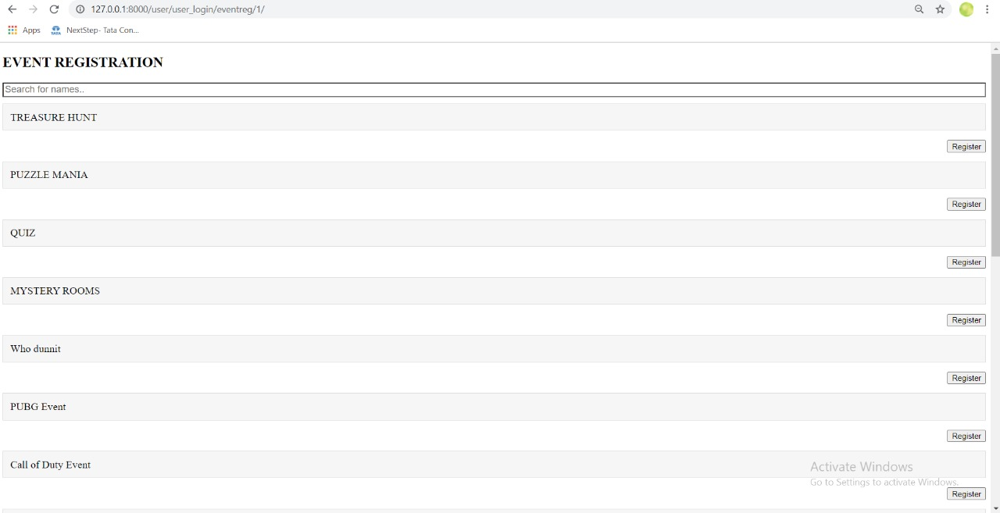 127.0.0.1:8000/user/user_login/eventreg/1/
Apps TATA NextStep- Tata Con...
EVENT REGISTRATION
Search for names..
TREASURE HUNT
Register
PUZZLE MANIA
Register
QUIZ
Register
MYSTERY ROOMS
Register
Who dunnit
Register
PUBG Event
Register
Call of Duty Event
Activate Windows
Go to Settings to activate Windows.
Register